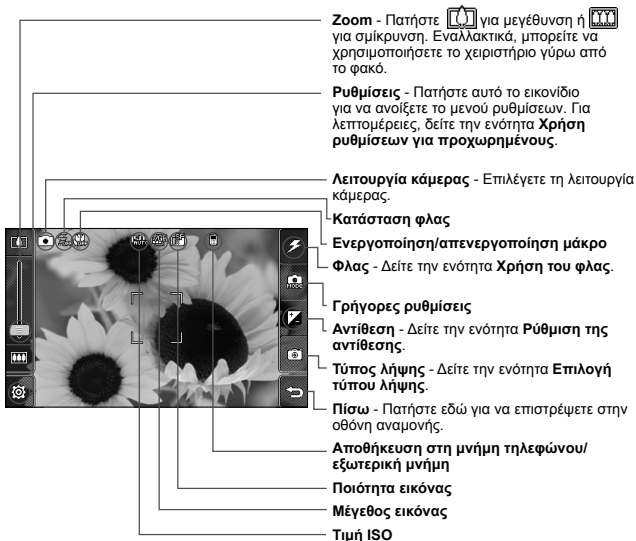 Zoom - Πατήστε για μεγέθυνση ή
για σμίκρυνση. Εναλλακτικά, μπορείτε να
χρησιμοποιήσετε το χειριστήριο γύρω από
το φακό.
Ρυθμίσεις - Πατήστε αυτό το εικονίδιο
για να ανοίξετε το μενού ρυθμίσεων. Για
λεπτομέρειες, δείτε την ενότητα Χρήση
ρυθμίσεων για προχωρημένους.
Λειτουργία κάμερας - Επιλέγετε τη λειτουργία
κάμερας.
Κατάσταση φλας
Ενεργοποίηση/απενεργοποίηση μάκρο
Φλας - Δείτε την ενότητα Χρήση του φλας.
Γρήγορες ρυθμίσεις
Αντίθεση - Δείτε την ενότητα Ρύθμιση της
αντίθεσης.
Τύπος λήψης - Δείτε την ενότητα Επιλογή
τύπου λήψης.
Πίσω - Πατήστε εδώ για να επιστρέψετε στην
οθόνη αναμονής.
Αποθήκευση στη μνήμη τηλεφώνου/
εξωτερική μνήμη
Ποιότητα εικόνας
Μέγεθος εικόνας
Τιμή ISO
AUTO
MODE